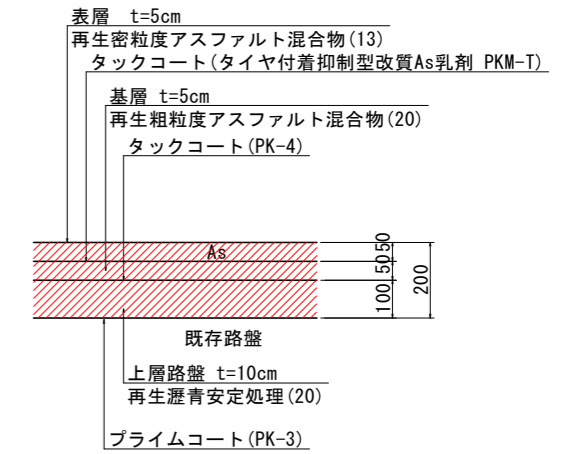 表層 t=5cm
再生密粒度アスファルト混合物(13)
タックコート(タイヤ付着抑制型改質As乳剤 PKM-T)
基層 t=5cm
再生粗粒度アスファルト混合物(20)
タックコート(PK-4)
As
50
50
100
200
既存路盤
上層路盤 t=10cm
再生瀝青安定処理(20)
プライムコート(PK-3)